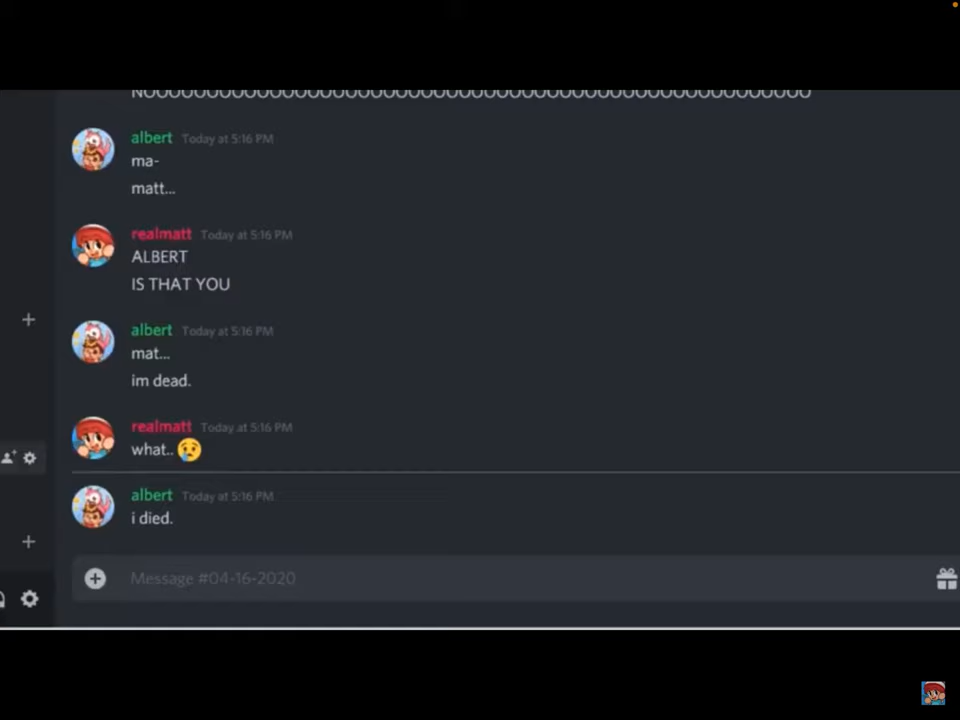 albert Today at 5:16 PM
ma-
matt...
realmatt Today at 5:16 PM
ALBERT
IS THAT YOU
albert Today at 5:16 PM
mat...
im dead.
realmatt Today at 5:16 PM
what.. 😢
albert Today at 5:16 PM
i died.
Message #04-16-2020